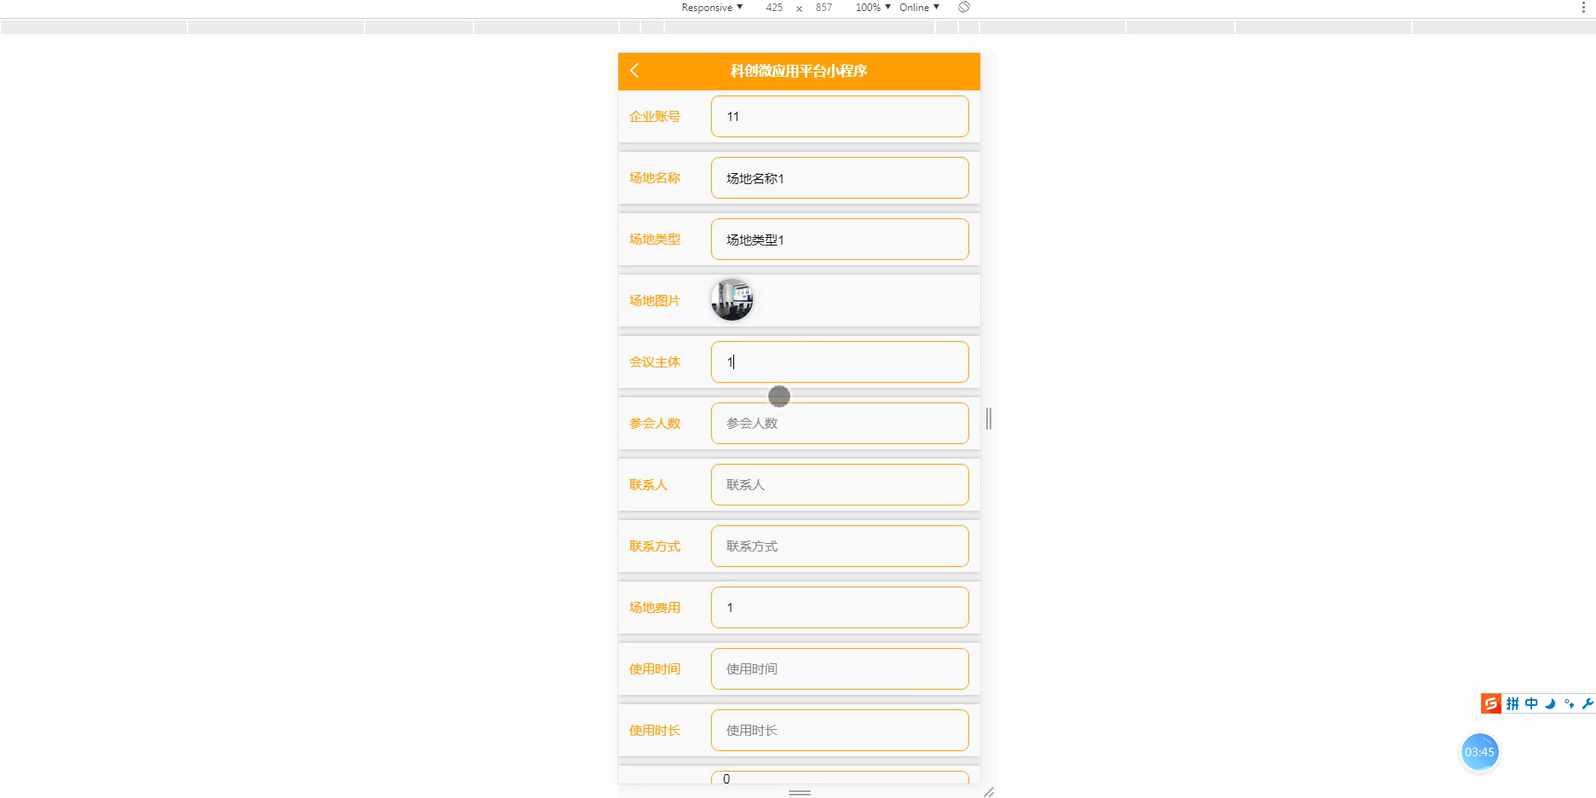 Responsive ▼ 425 × 857 100% ▼ Online ▼
科创微应用平台小程序
企业账号 11
场地名称 场地名称1
场地类型 场地类型1
场地图片
会议主体 1
参会人数 参会人数
联系人 联系人
联系方式 联系方式
场地费用 1
使用时间 使用时间
使用时长 使用时长
0
拼 中
03:45